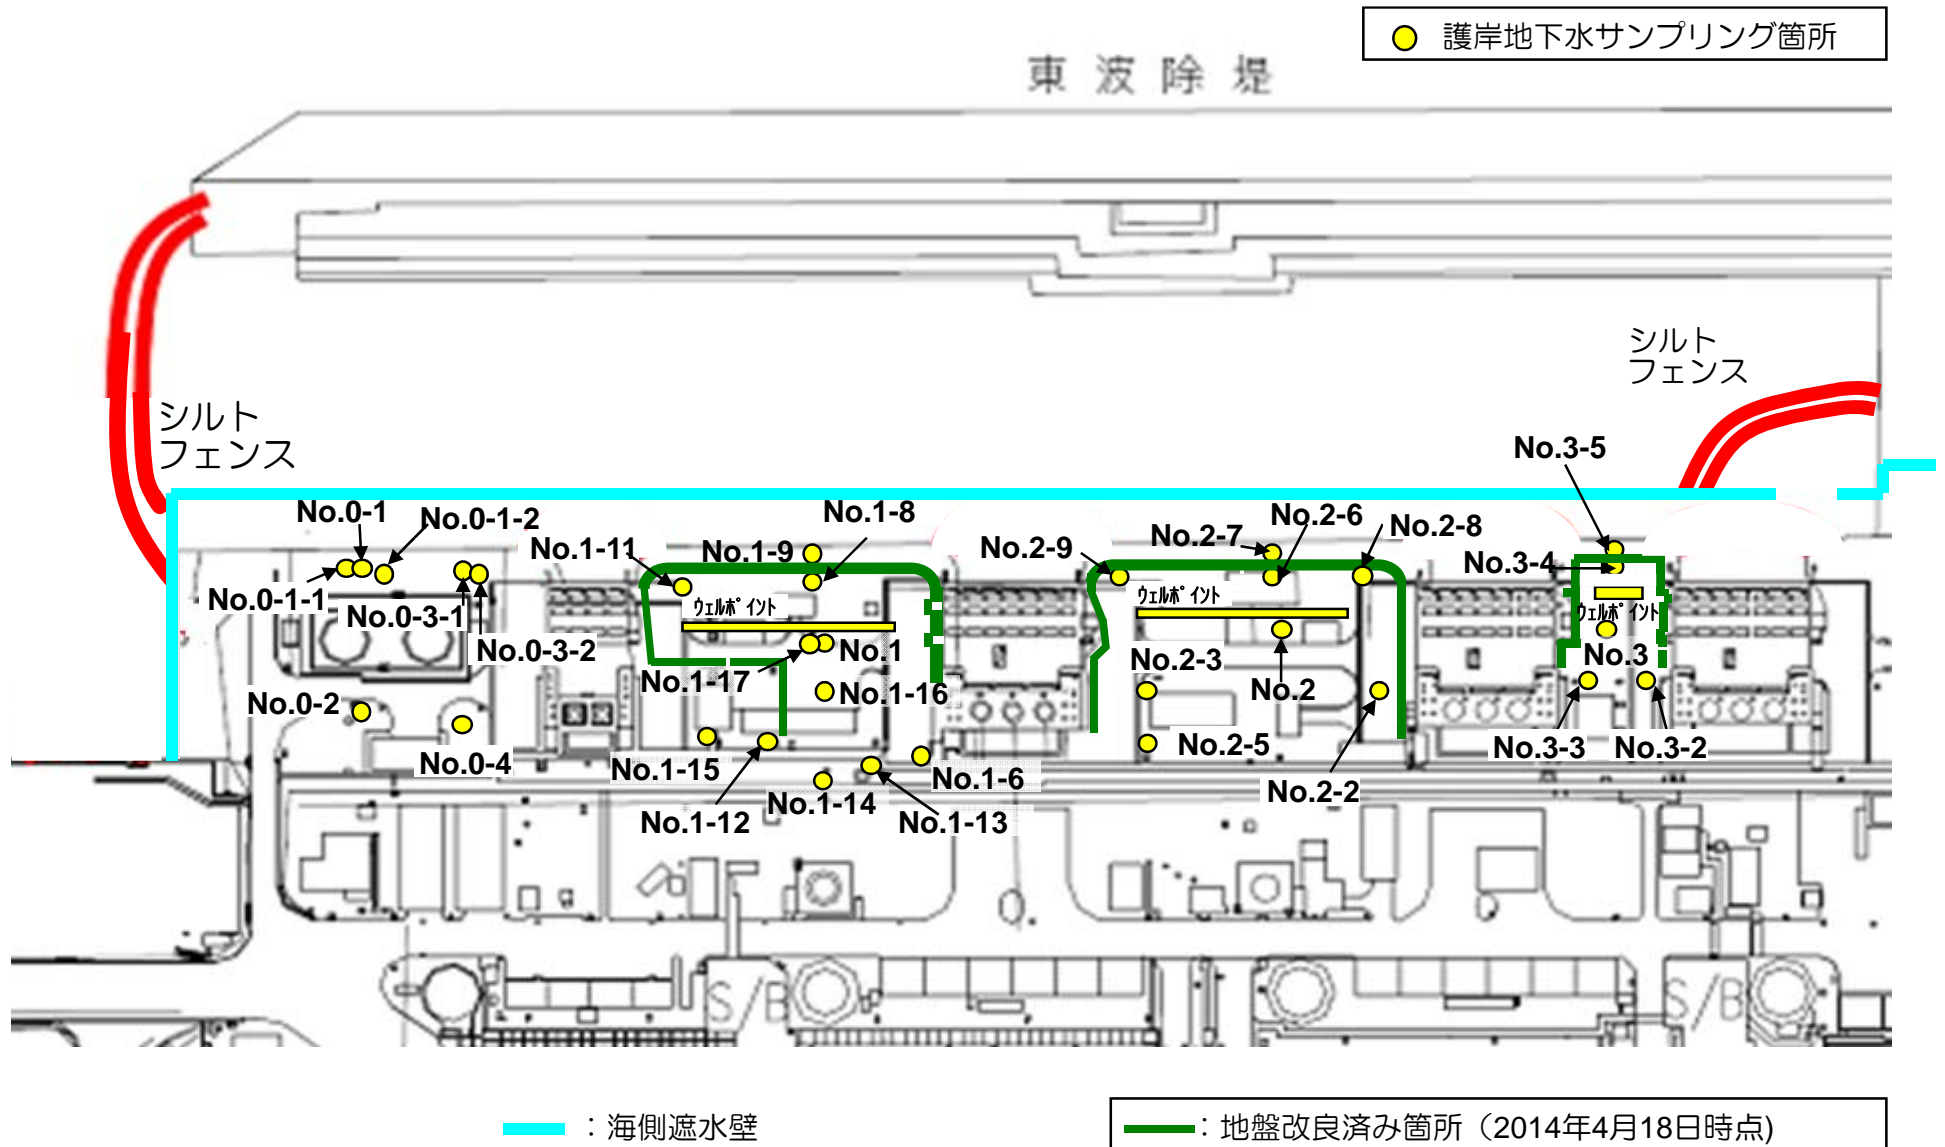 護岸地下水サンプリング箇所
東波除堤
シルト
フェンス
シルト
フェンス
No.3-5
No.0-1
No.0-1-2
No.1-8
No.2-6
No.2-8
No.1-11
No.1-9
No.2-9
No.2-7
No.3-4
No.0-1-1
No.0-3-1
ウェルポイント
ウェルポイント
ウェルポイント
No.0-3-2
No.1
No.1-17
No.1-16
No.2-3
No.2
No.3
No.0-2
No.0-4
No.1-15
No.1-6
No.2-5
No.3-3
No.3-2
No.1-12
No.1-14
No.1-13
No.2-2
S/B
S/B
：海側遮水壁
：地盤改良済み箇所（2014年4月18日時点)